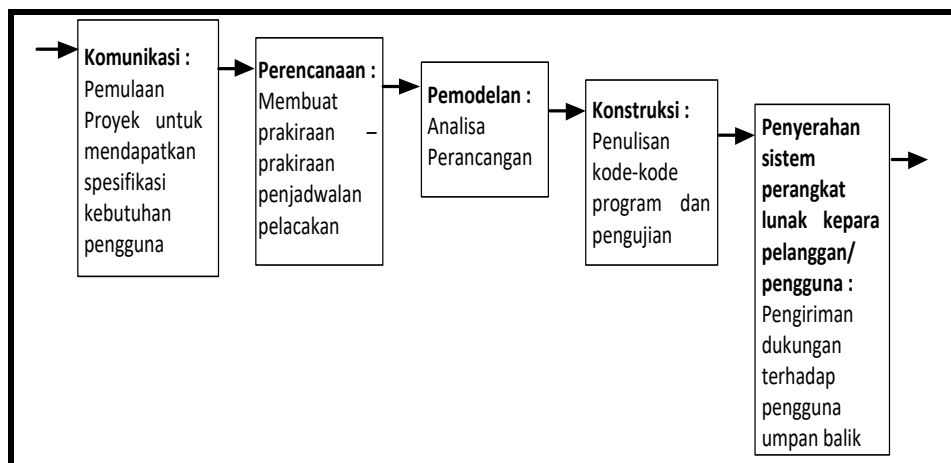 Komunikasi :
Pemulaan
Proyek untuk
mendapatkan
spesifikasi
kebutuhan
pengguna
Perencanaan :
Membuat
prakiraan –
prakiraan
penjadwalan
pelacakan
Pemodelan :
Analisa
Perancangan
Konstruksi :
Penulisan
kode-kode
program dan
pengujian
Penyerahan
sistem
perangkat
lunak kepara
pelanggan/
pengguna :
Pengiriman
dukungan
terhadap
pengguna
umpan balik